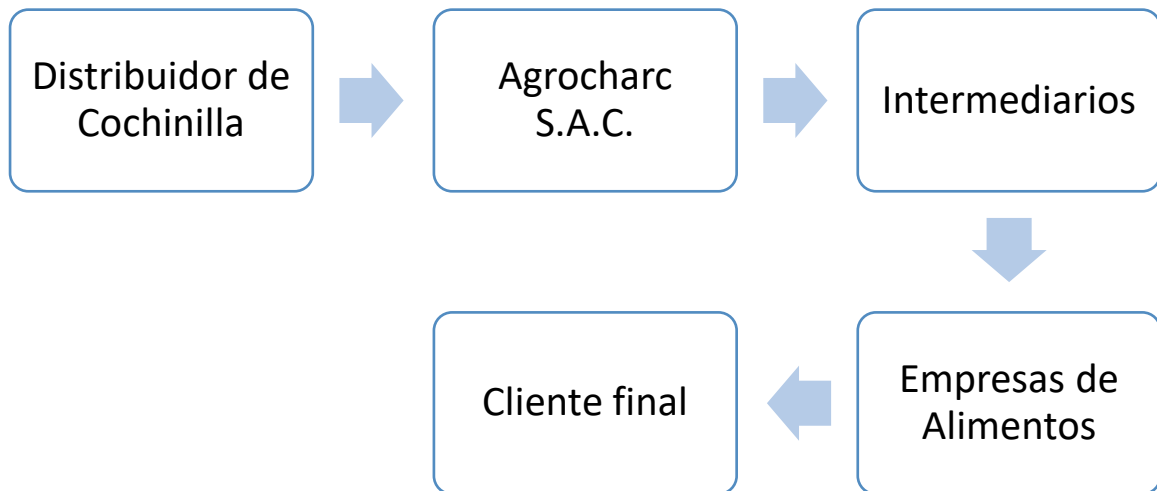 Distribuidor de
Cochinilla
Agrocharc
S.A.C.
Intermediarios
Empresas de
Alimentos
Cliente final